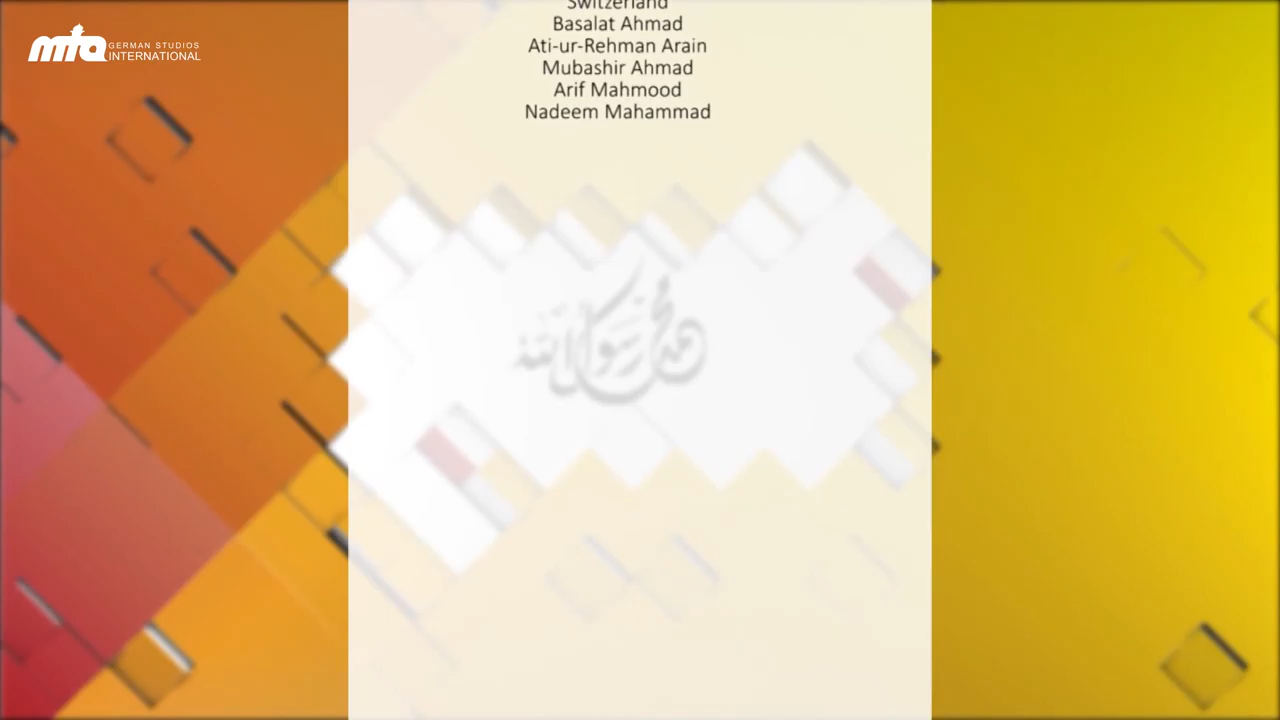 mta GERMAN STUDIOS
INTERNATIONAL
Switzerland
Basalat Ahmad
Ati-ur-Rehman Arain
Mubashir Ahmad
Arif Mahmood
Nadeem Mahammad
محمد رسول الله